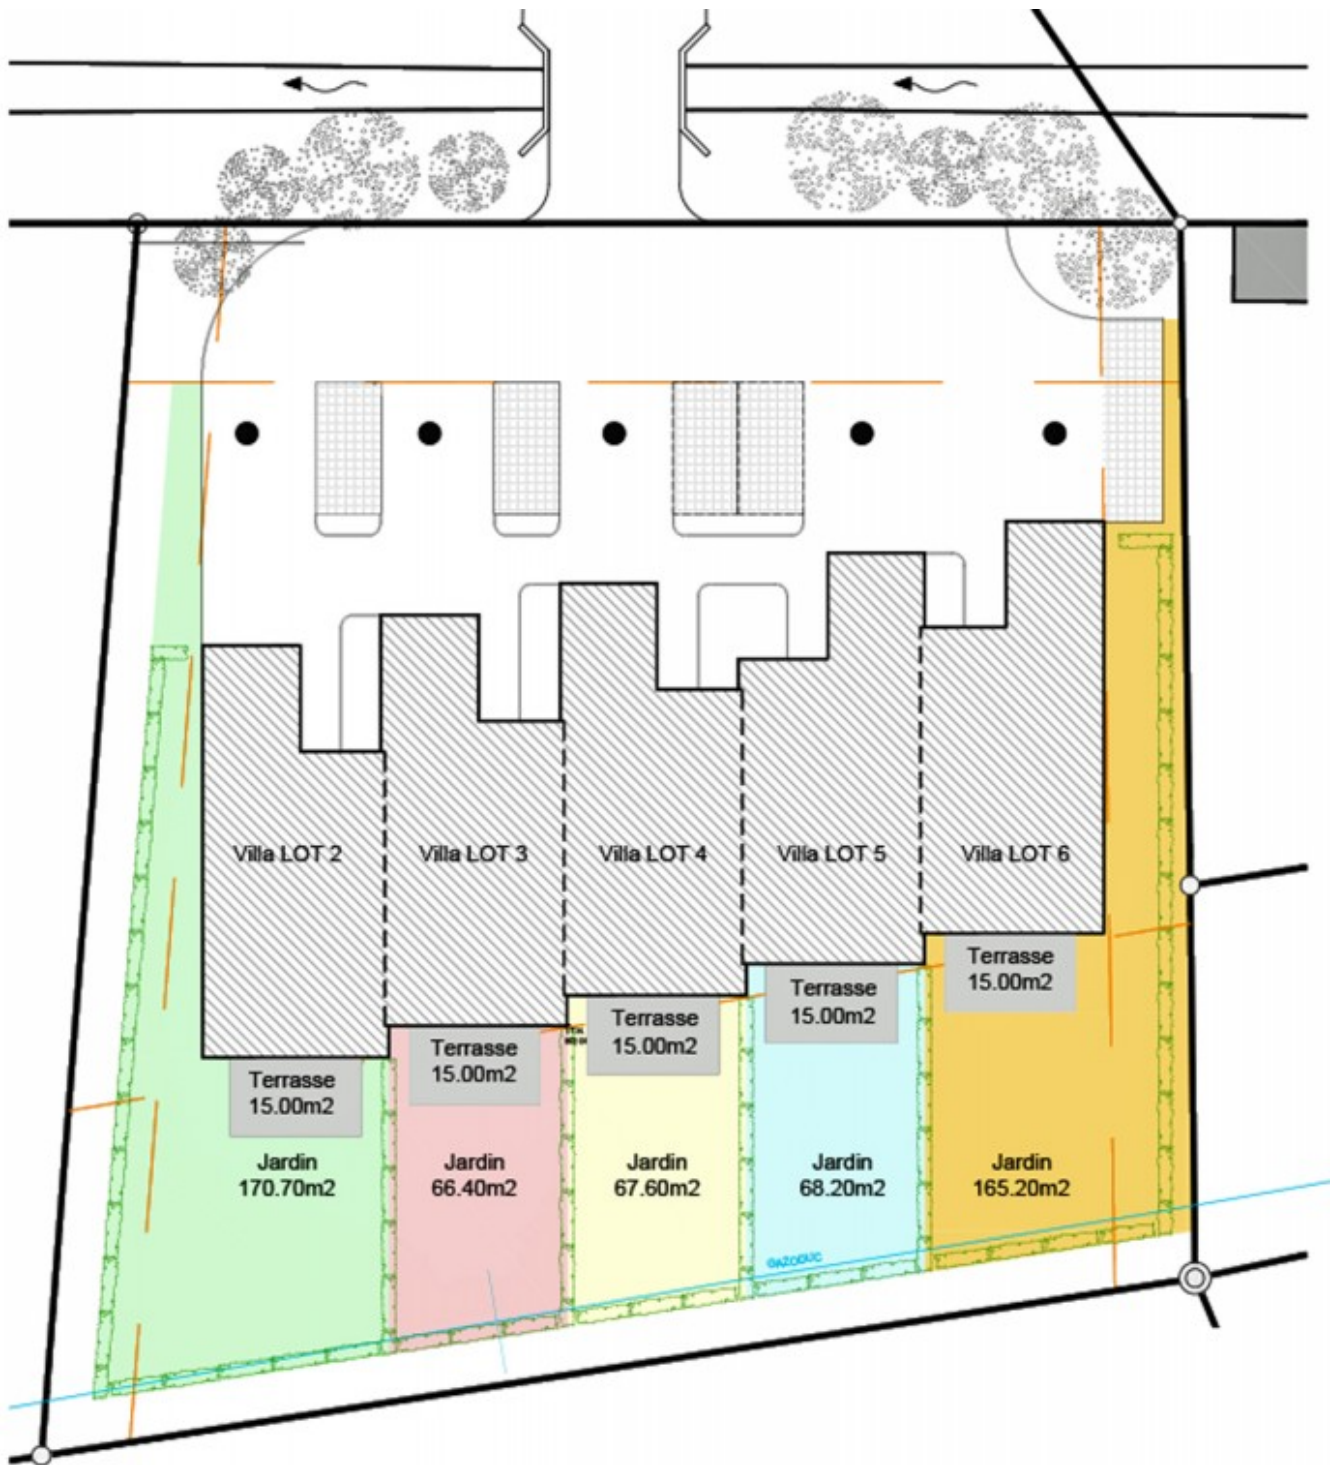 Villa LOT 2
Villa LOT 3
Villa LOT 4
Villa LOT 5
Villa LOT 6
Terrasse
15.00m2
Terrasse
15.00m2
Terrasse
15.00m2
Terrasse
15.00m2
Terrasse
15.00m2
Jardin
170.70m2
Jardin
66.40m2
Jardin
67.60m2
Jardin
68.20m2
Jardin
165.20m2
GAZODUC